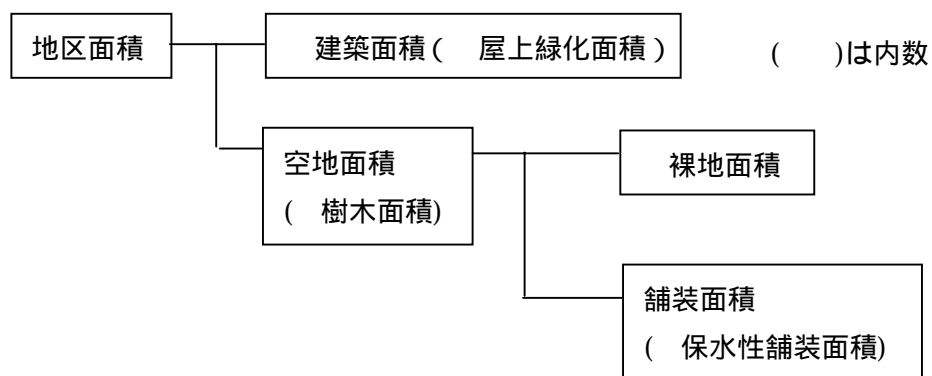 地区面積
建築面積(　屋上緑化面積)
(　　)は内数
空地面積
(　樹木面積)
裸地面積
舗装面積
(　保水性舗装面積)